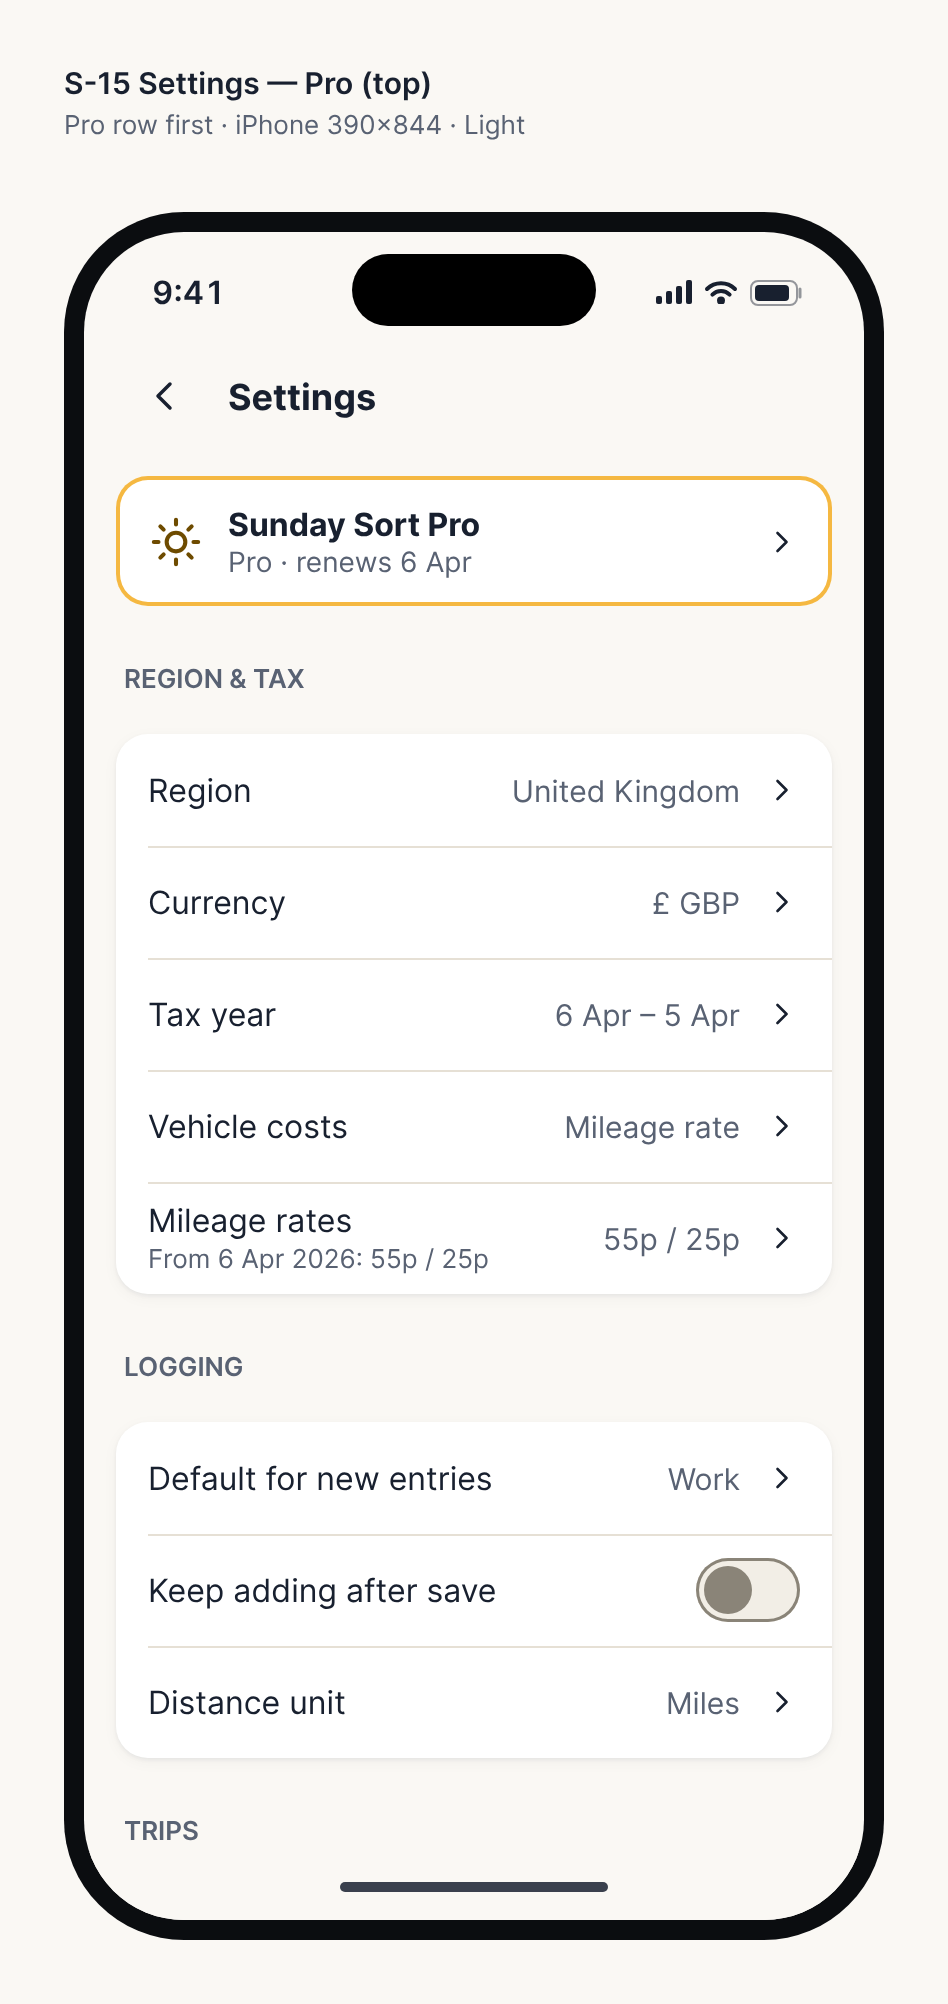 S-15 Settings — Pro (top)
Pro row first · iPhone 390×844 · Light
9:41
Settings
Sunday Sort Pro
Pro · renews 6 Apr
REGION & TAX
Region United Kingdom
Currency £ GBP
Tax year 6 Apr – 5 Apr
Vehicle costs Mileage rate
Mileage rates 55p / 25p
From 6 Apr 2026: 55p / 25p
LOGGING
Default for new entries Work
Keep adding after save
Distance unit Miles
TRIPS